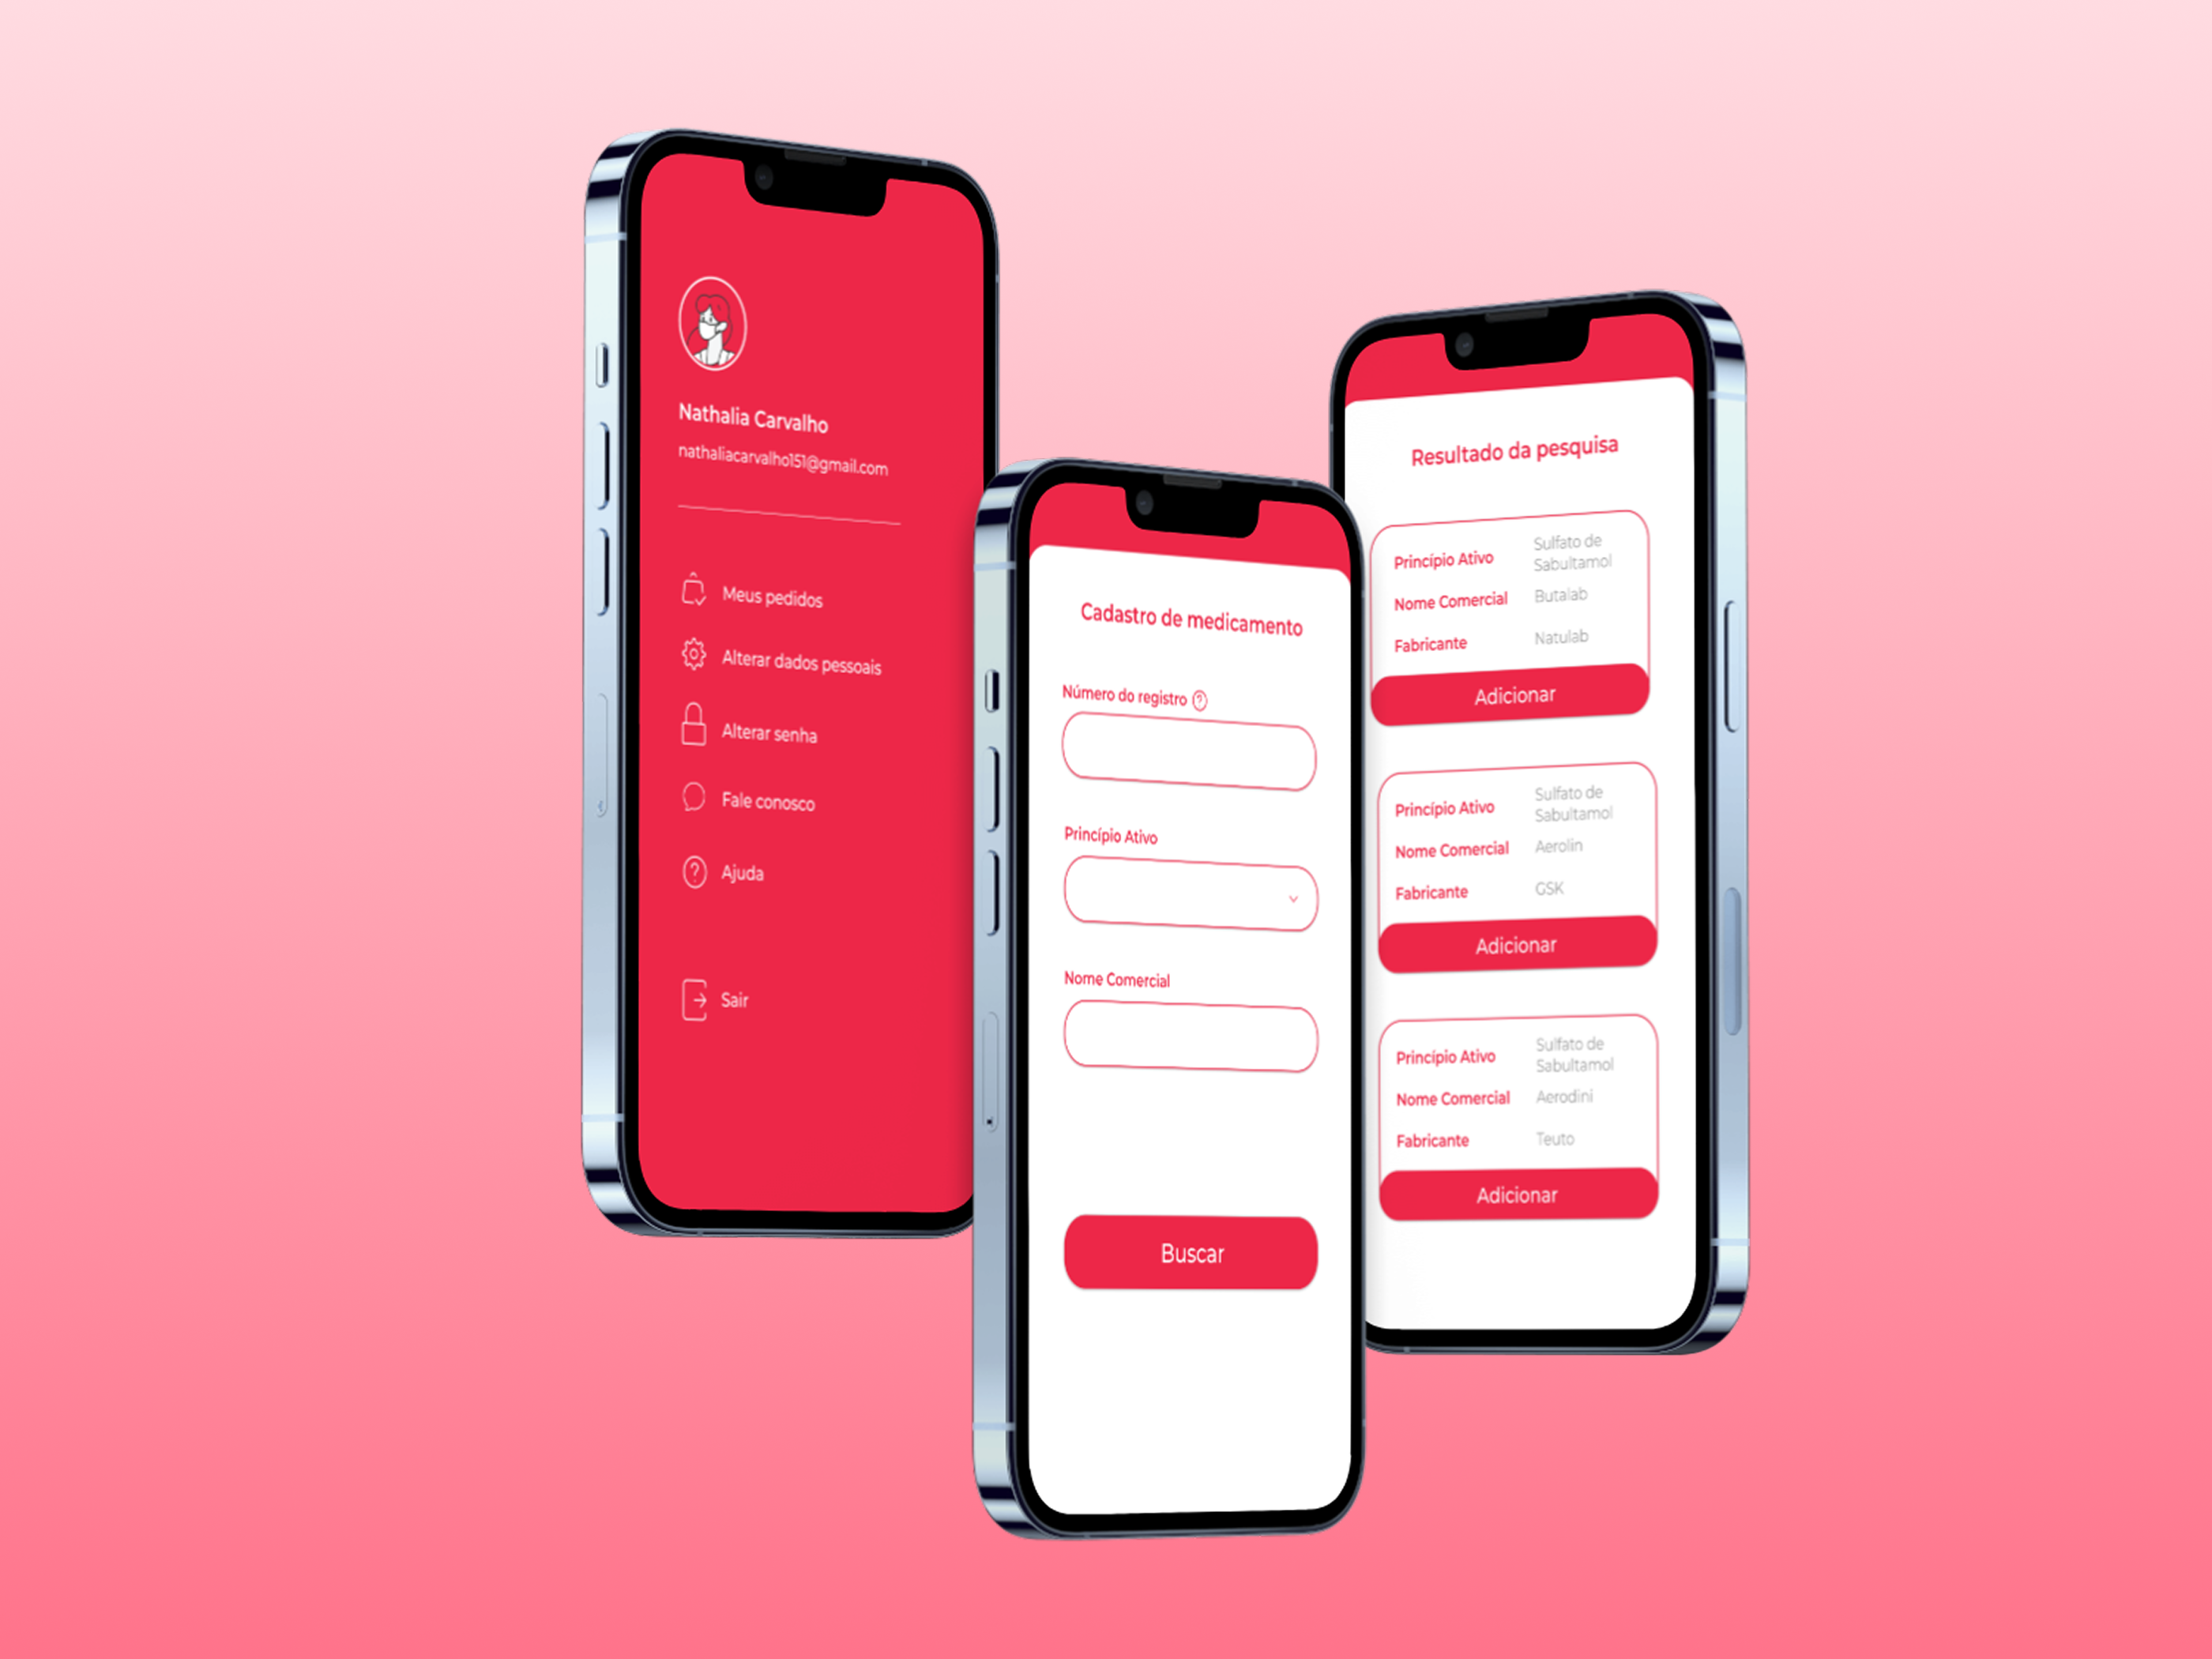 Nathalia Carvalho
nathaliacarvalho151@gmail.com
Meus pedidos
Alterar dados pessoais
Alterar senha
Fale conosco
Ajuda
Sair
Cadastro de medicamento
Número do registro ?
Princípio Ativo
Nome Comercial
Buscar
Resultado da pesquisa
Princípio Ativo Sulfato de
Sabultamol
Nome Comercial Butalab
Fabricante Natulab
Adicionar
Princípio Ativo Sulfato de
Sabultamol
Nome Comercial Aerolin
Fabricante GSK
Adicionar
Princípio Ativo Sulfato de
Sabultamol
Nome Comercial Aerodini
Fabricante Teuto
Adicionar